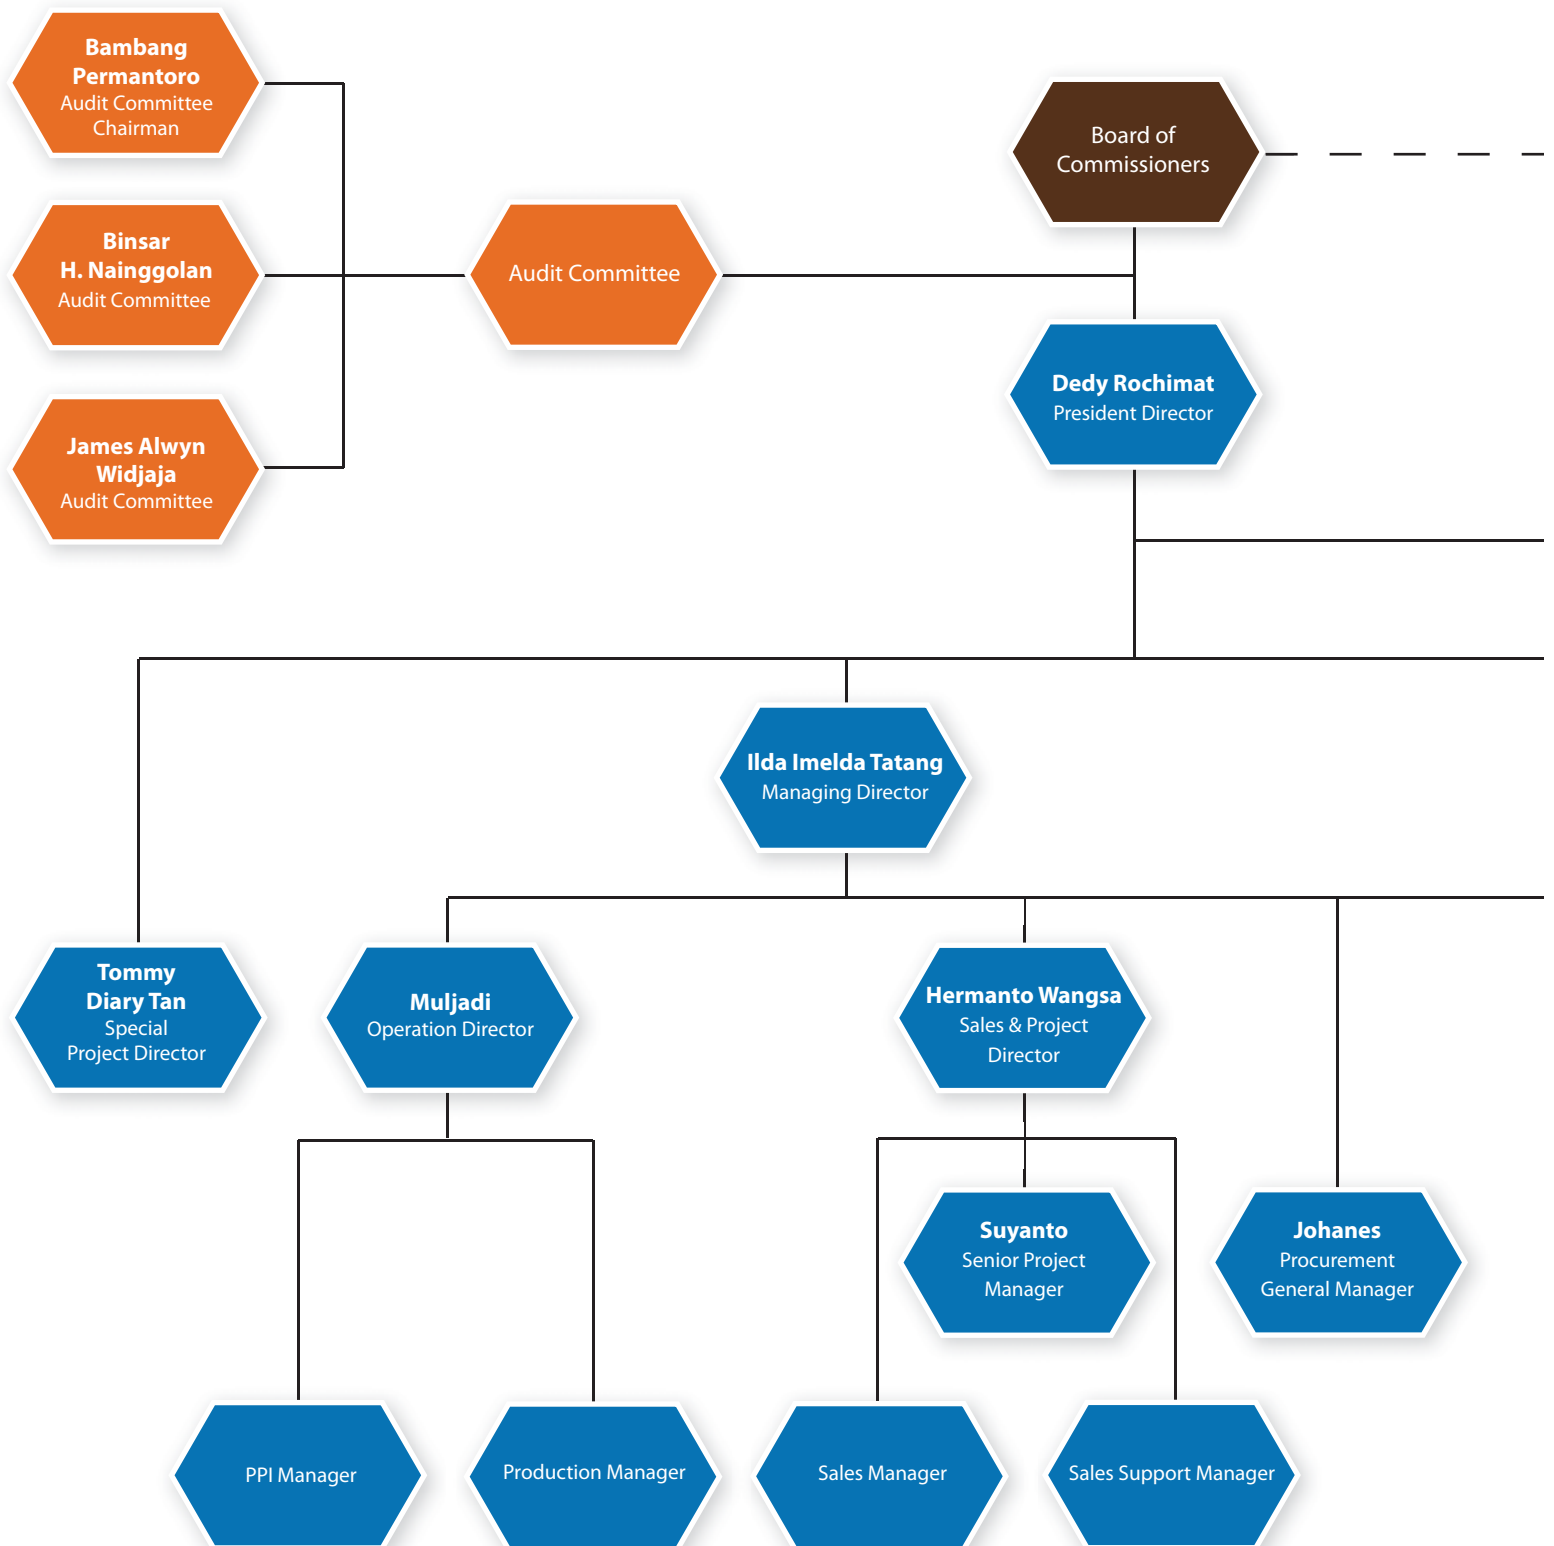 Bambang
Permantoro
Audit Committee
Chairman
Board of
Commissioners
Binsar
H. Nainggolan
Audit Committee
Audit Committee
Dedy Rochimat
President Director
James Alwyn
Widjaja
Audit Committee
Ilda Imelda Tatang
Managing Director
Tommy
Diary Tan
Special
Project Director
Muljadi
Operation Director
Hermanto Wangsa
Sales & Project
Director
Suyanto
Senior Project
Manager
Johanes
Procurement
General Manager
PPI Manager
Production Manager
Sales Manager
Sales Support Manager